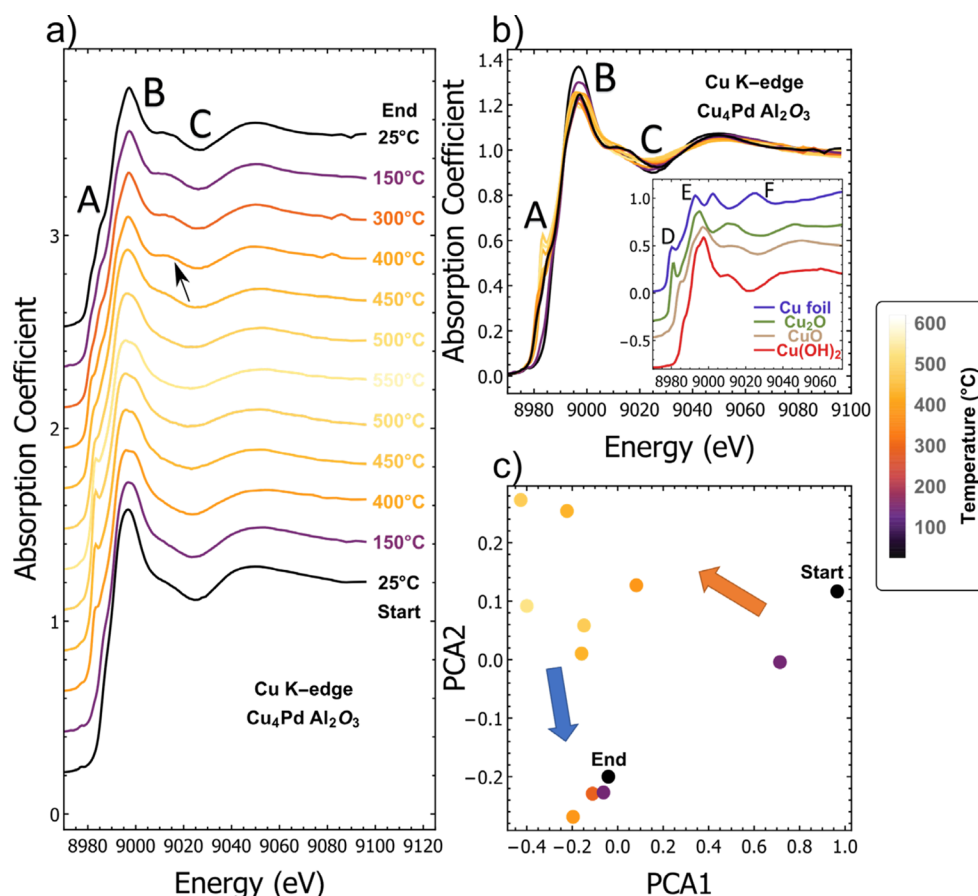 a)
Absorption Coefficient
3
2
1
0
A
B
C
End
25°C
150°C
300°C
400°C
450°C
500°C
550°C
500°C
450°C
400°C
150°C
25°C
Start
Cu K–edge
Cu₄Pd Al₂O₃
8980 9000 9020 9040 9060 9080 9100 9120
Energy (eV)
b)
Absorption Coefficient
1.4
1.2
1.0
0.8
0.6
0.4
0.2
0.0
A
B
C
Cu K–edge
Cu₄Pd Al₂O₃
1.0
0.5
0.0
−0.5
D
E
F
Cu foil
Cu₂O
CuO
Cu(OH)₂
8980 9000 9020 9040 9060
8980 9000 9020 9040 9060 9080 9100
Energy (eV)
c)
PCA2
0.2
0.1
0.0
−0.1
−0.2
Start
End
−0.4 −0.2 0.0 0.2 0.4 0.6 0.8 1.0
PCA1
600
500
400
300
200
100
Temperature (°C)